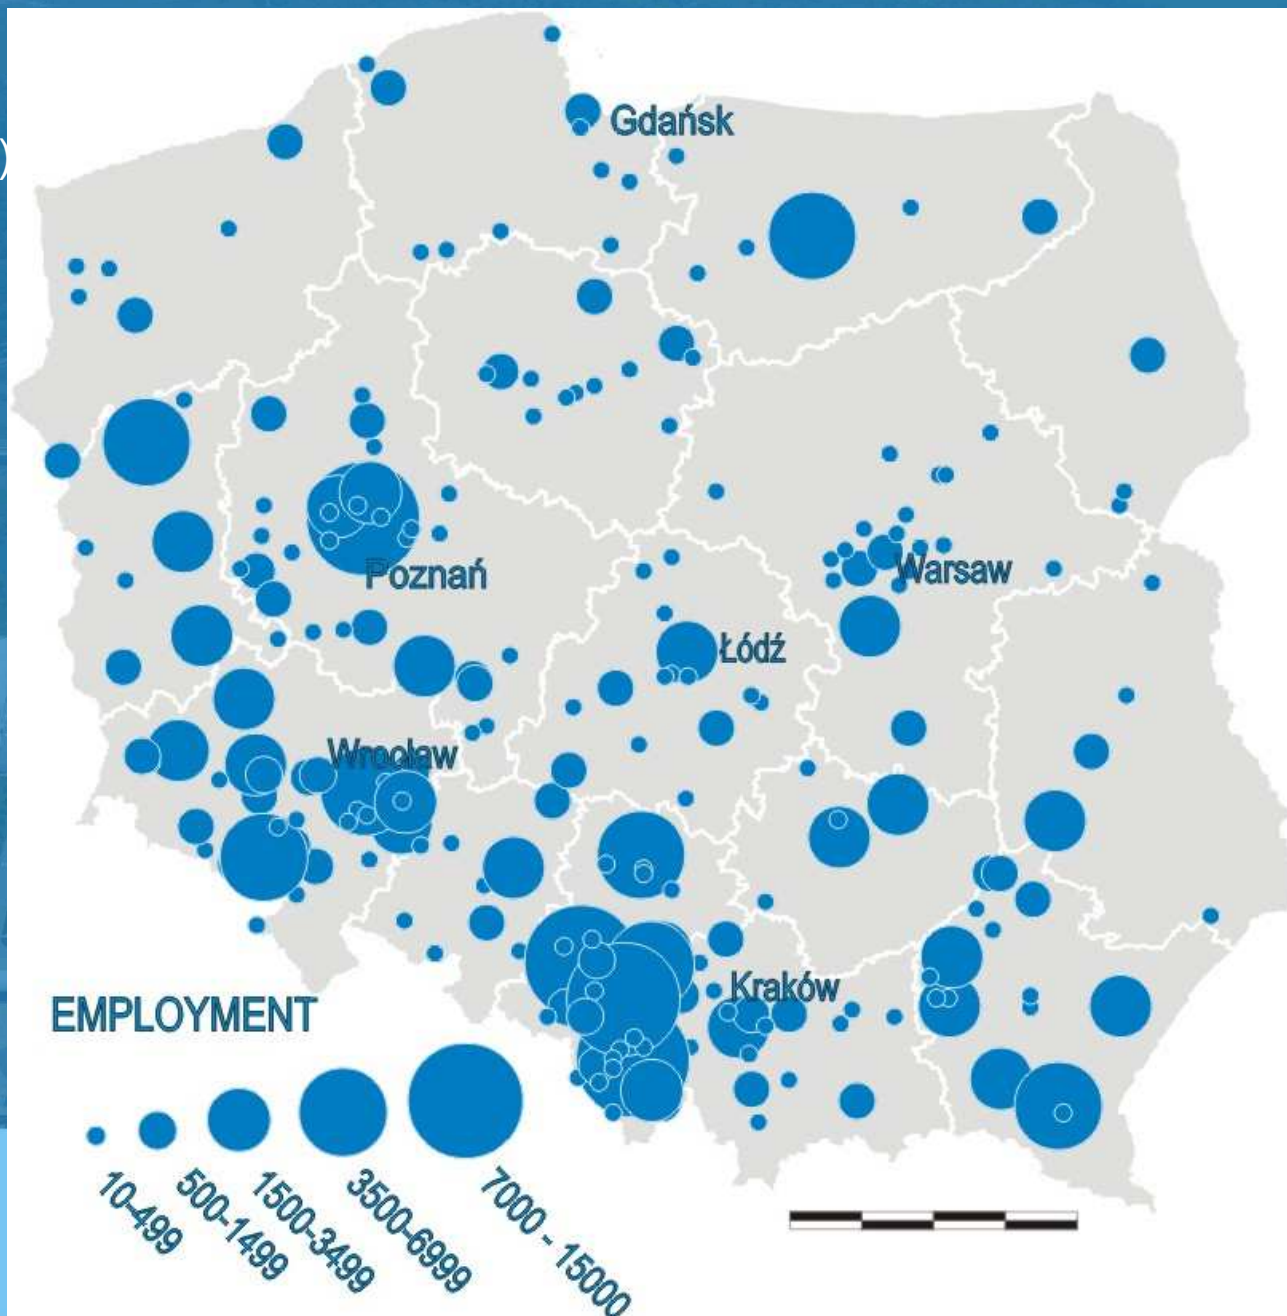 )
Gdańsk
Poznań
Warsaw
Łódź
Wrocław
Kraków
EMPLOYMENT
10-499
500-1499
1500-3499
3500-6999
7000 - 15000